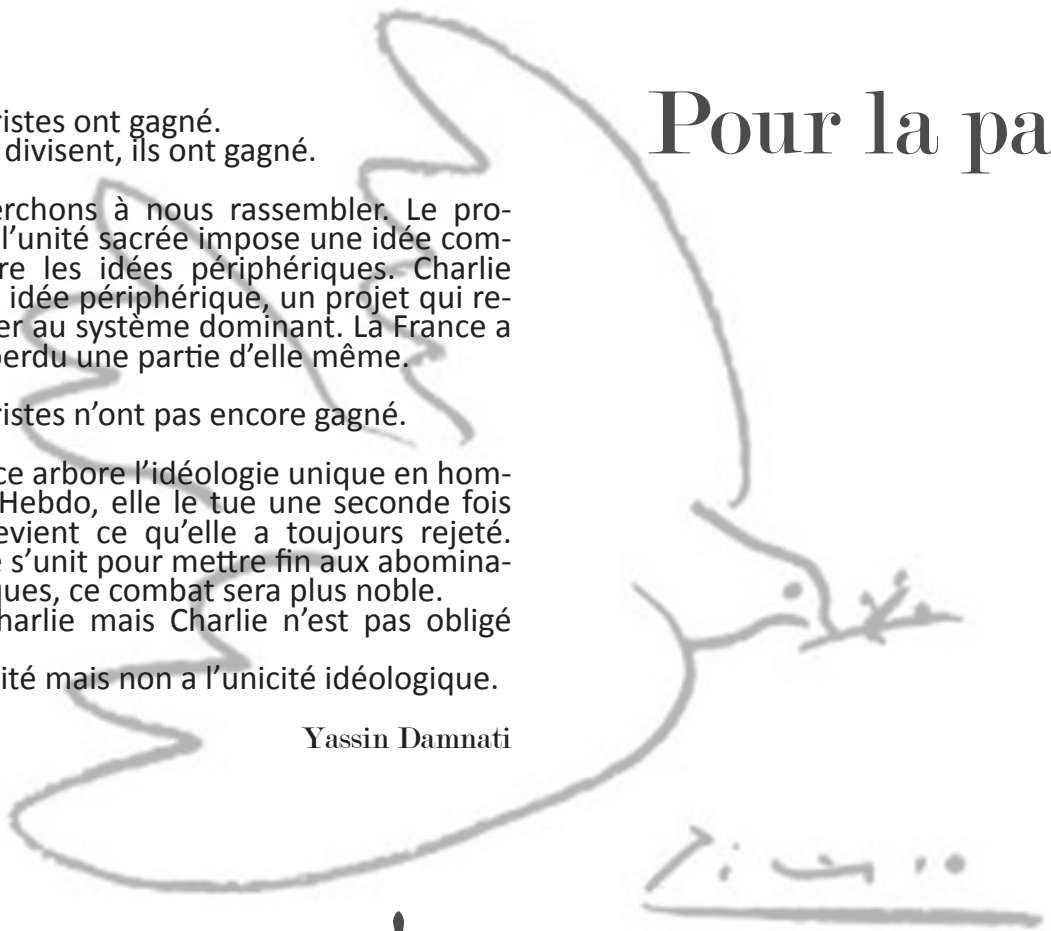 ristes ont gagné.
divisent, ils ont gagné.
erchons à nous rassembler. Le pro-
l’unité sacrée impose une idée com-
re les idées périphériques. Charlie
idée périphérique, un projet qui re-
er au système dominant. La France a
perdu une partie d’elle même.
ristes n’ont pas encore gagné.
ce arbore l’idéologie unique en hom-
Hebdo, elle le tue une seconde fois
evient ce qu’elle a toujours rejeté.
e s’unit pour mettre fin aux abomina-
ques, ce combat sera plus noble.
harlie mais Charlie n’est pas obligé
ité mais non a l’unicité idéologique.
Yassin Damnati
Pour la pa
Picasso